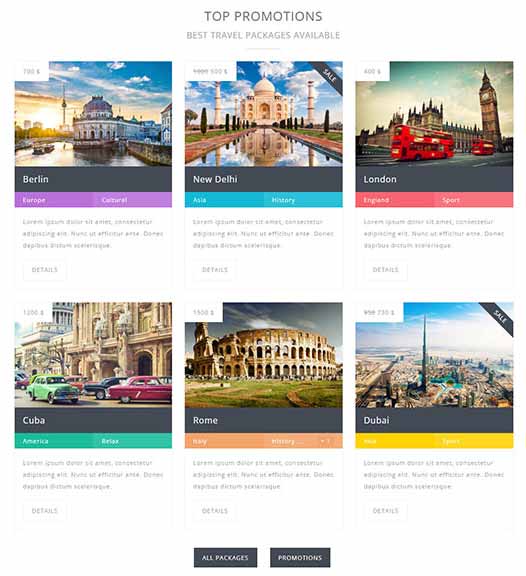 TOP PROMOTIONS
BEST TRAVEL PACKAGES AVAILABLE
700 $
1000 500 $
SALE
400 $
Berlin
New Delhi
London
Europe Cultural
Asia History
England Sport
Lorem ipsum dolor sit amet, consectetur
adipiscing elit. Nunc ut efficitur ante. Donec
dapibus dictum scelerisque.
Lorem ipsum dolor sit amet, consectetur
adipiscing elit. Nunc ut efficitur ante. Donec
dapibus dictum scelerisque.
Lorem ipsum dolor sit amet, consectetur
adipiscing elit. Nunc ut efficitur ante. Donec
dapibus dictum scelerisque.
DETAILS
DETAILS
DETAILS
1200 $
1500 $
950 730 $
SALE
Cuba
Rome
Dubai
America Relax
Italy History ... + 1
Asia Sport
Lorem ipsum dolor sit amet, consectetur
adipiscing elit. Nunc ut efficitur ante. Donec
dapibus dictum scelerisque.
Lorem ipsum dolor sit amet, consectetur
adipiscing elit. Nunc ut efficitur ante. Donec
dapibus dictum scelerisque.
Lorem ipsum dolor sit amet, consectetur
adipiscing elit. Nunc ut efficitur ante. Donec
dapibus dictum scelerisque.
DETAILS
DETAILS
DETAILS
ALL PACKAGES
PROMOTIONS